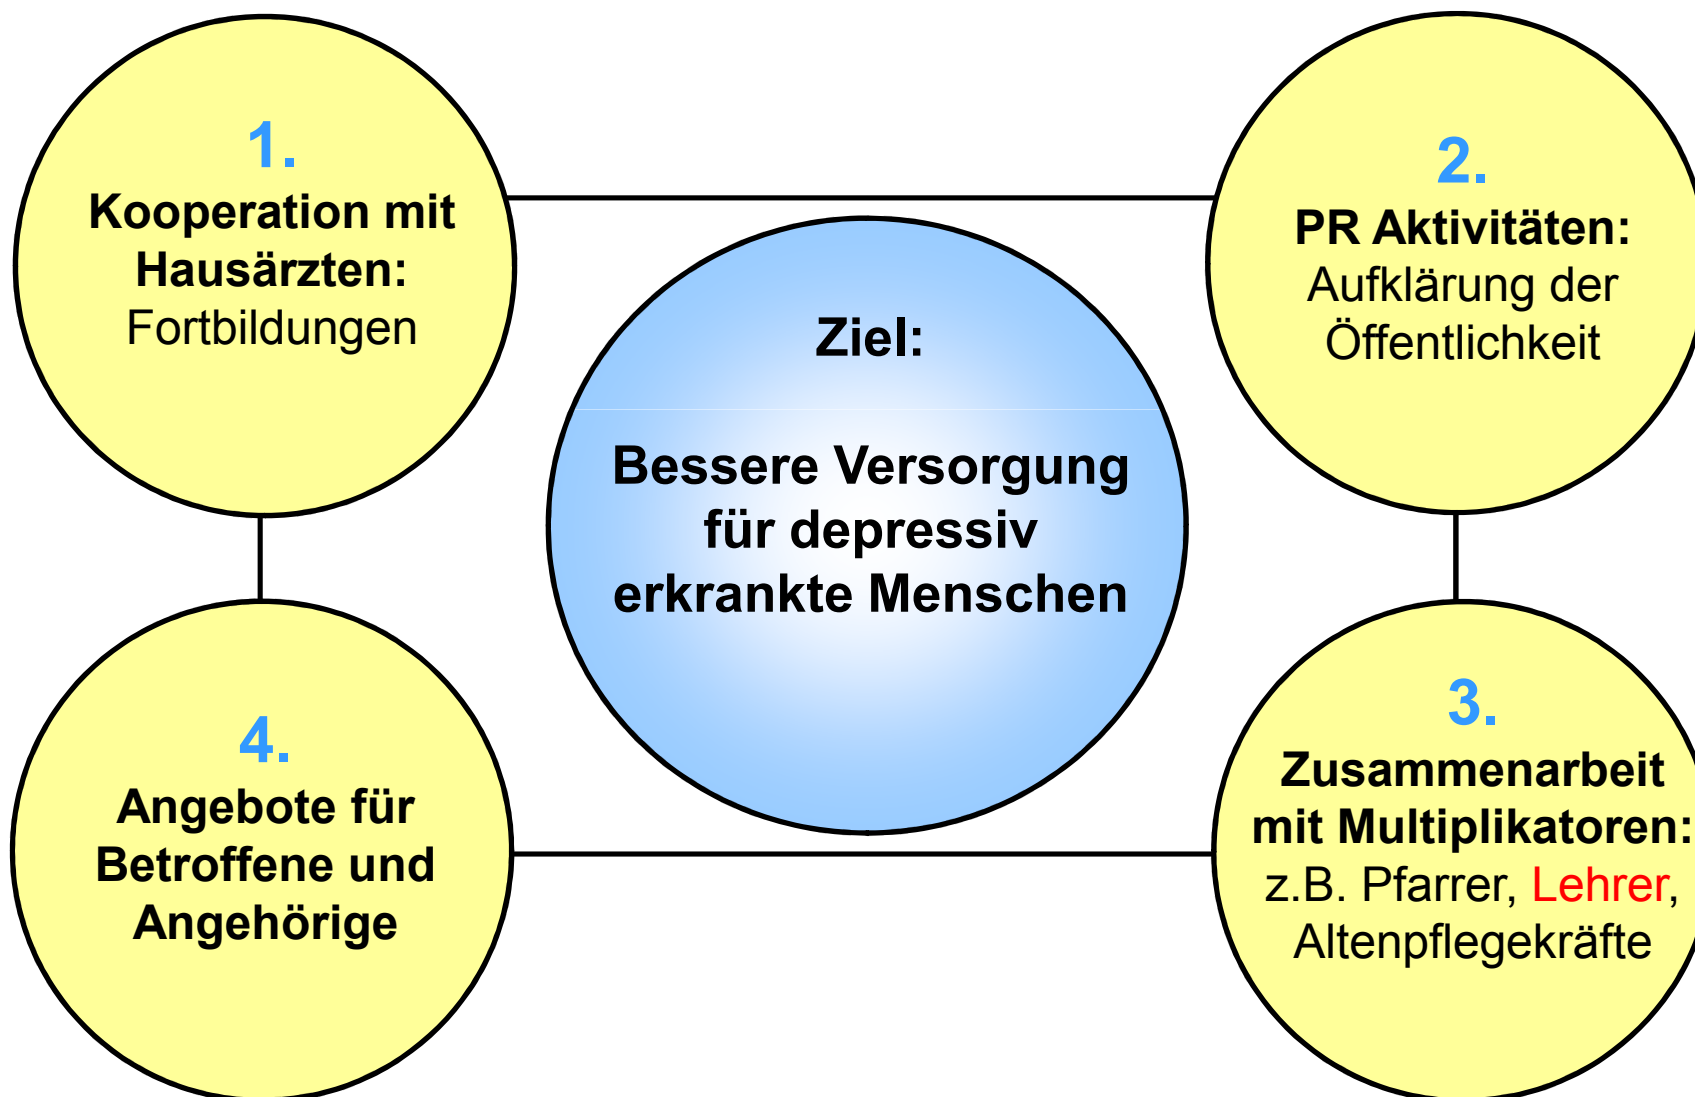 1.
Kooperation mit
Hausärzten:
Fortbildungen
2.
PR Aktivitäten:
Aufklärung der
Öffentlichkeit
Ziel:
Bessere Versorgung
für depressiv
erkrankte Menschen
3.
Zusammenarbeit
mit Multiplikatoren:
z.B. Pfarrer, Lehrer,
Altenpflegekräfte
4.
Angebote für
Betroffene und
Angehörige